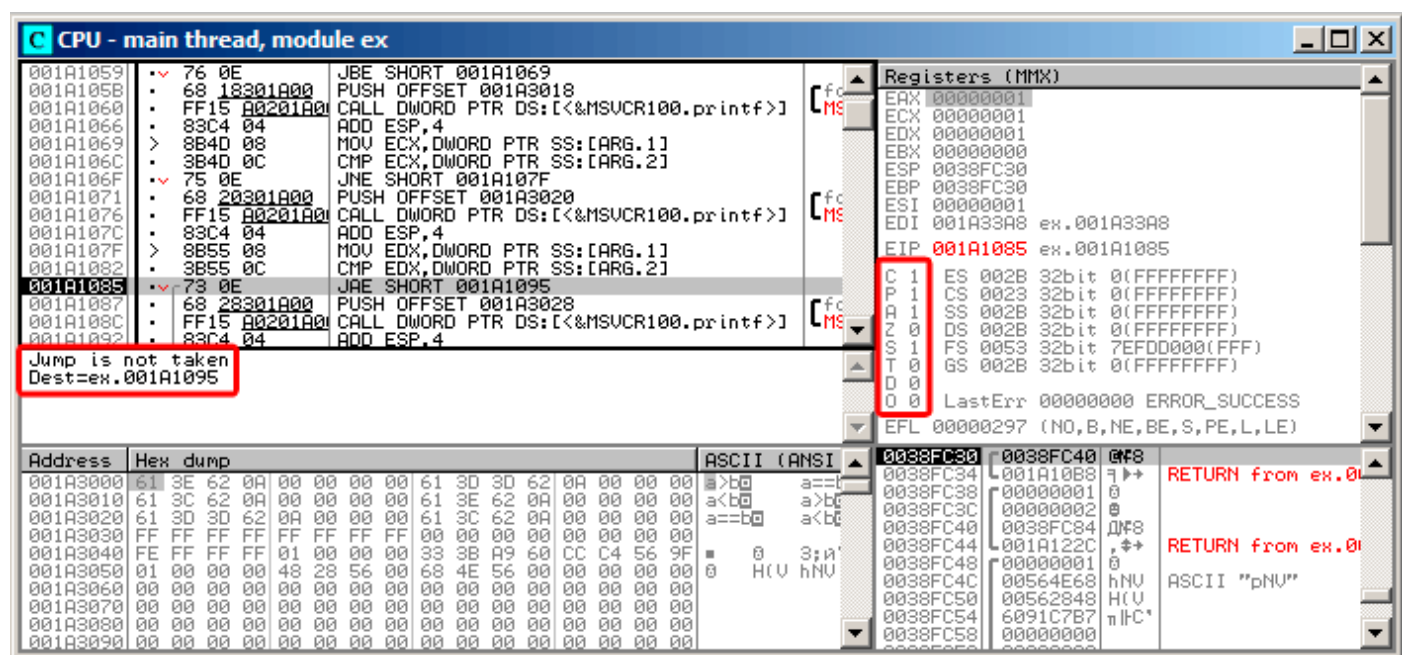 C CPU - main thread, module ex
001A1059 76 0E JBE SHORT 001A1069
001A105B 68 18301A00 PUSH OFFSET 001A3018
001A1060 FF15 A0201A0 CALL DWORD PTR DS:[<&MSVCR100.printf>]
001A1066 83C4 04 ADD ESP,4
001A1069 > 8B4D 08 MOV ECX,DWORD PTR SS:[ARG.1]
001A106C 3B4D 0C CMP ECX,DWORD PTR SS:[ARG.2]
001A106F 75 0E JNE SHORT 001A107F
001A1071 68 20301A00 PUSH OFFSET 001A3020
001A1076 FF15 A0201A0 CALL DWORD PTR DS:[<&MSVCR100.printf>]
001A107C 83C4 04 ADD ESP,4
001A107F > 8B55 08 MOV EDX,DWORD PTR SS:[ARG.1]
001A1082 3B55 0C CMP EDX,DWORD PTR SS:[ARG.2]
001A1085 73 0E JAE SHORT 001A1095
001A1087 68 28301A00 PUSH OFFSET 001A3028
001A108C FF15 A0201A0 CALL DWORD PTR DS:[<&MSVCR100.printf>]
001A1092 83C4 04 ADD ESP,4
Jump is not taken
Dest=ex.001A1095
Registers (MMX)
EAX 00000001
ECX 00000001
EDX 00000001
EBX 00000000
ESP 0038FC30
EBP 0038FC30
ESI 00000001
EDI 001A33A8 ex.001A33A8
EIP 001A1085 ex.001A1085
C 1 ES 002B 32bit 0(FFFFFFFF)
P 1 CS 0023 32bit 0(FFFFFFFF)
A 1 SS 002B 32bit 0(FFFFFFFF)
Z 0 DS 002B 32bit 0(FFFFFFFF)
S 1 FS 0053 32bit 7EFDD000(FFF)
T 0 GS 002B 32bit 0(FFFFFFFF)
D 0
O 0 LastErr 00000000 ERROR_SUCCESS
EFL 00000297 (NO,B,NE,BE,S,PE,L,LE)
Address Hex dump ASCII (ANSI
001A3000 61 3E 62 0A 00 00 00 00 61 3D 3D 62 0A 00 00 00 a>b a==
001A3010 61 3C 62 0A 00 00 00 00 61 3E 62 0A 00 00 00 00 a<b a>b
001A3020 61 3D 3D 62 0A 00 00 00 61 3C 62 0A 00 00 00 00 a==b a<b
001A3030 FF FF FF FF FF FF FF FF 00 00 00 00 00 00 00 00
001A3040 FE FF FF FF 01 00 00 00 33 3B A9 60 CC C4 56 9F
001A3050 01 00 00 00 48 28 56 00 68 4E 56 00 00 00 00 00 H(V hNV
001A3060 00 00 00 00 00 00 00 00 00 00 00 00 00 00 00 00
001A3070 00 00 00 00 00 00 00 00 00 00 00 00 00 00 00 00
001A3080 00 00 00 00 00 00 00 00 00 00 00 00 00 00 00 00
001A3090 00 00 00 00 00 00 00 00 00 00 00 00 00 00 00 00
0038FC30 0038FC40
0038FC34 001A10B8 RETURN from ex.0
0038FC38 00000001
0038FC3C 00000002
0038FC40 0038FC84
0038FC44 001A122C RETURN from ex.0
0038FC48 00000001
0038FC4C 00564E68 hNV ASCII "pNV"
0038FC50 00562848 H(V
0038FC54 6091C7B7
0038FC58 00000000